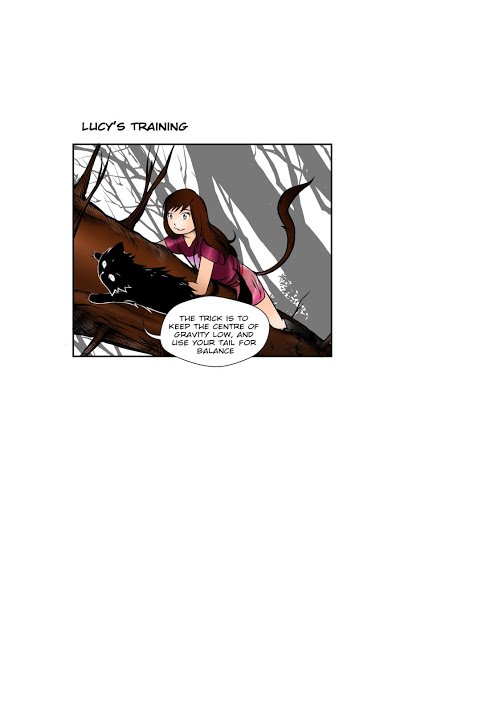 LUCY'S TRAINING
THE TRICK IS TO
KEEP THE CENTRE OF
GRAVITY LOW, AND
USE YOUR TAIL FOR
BALANCE